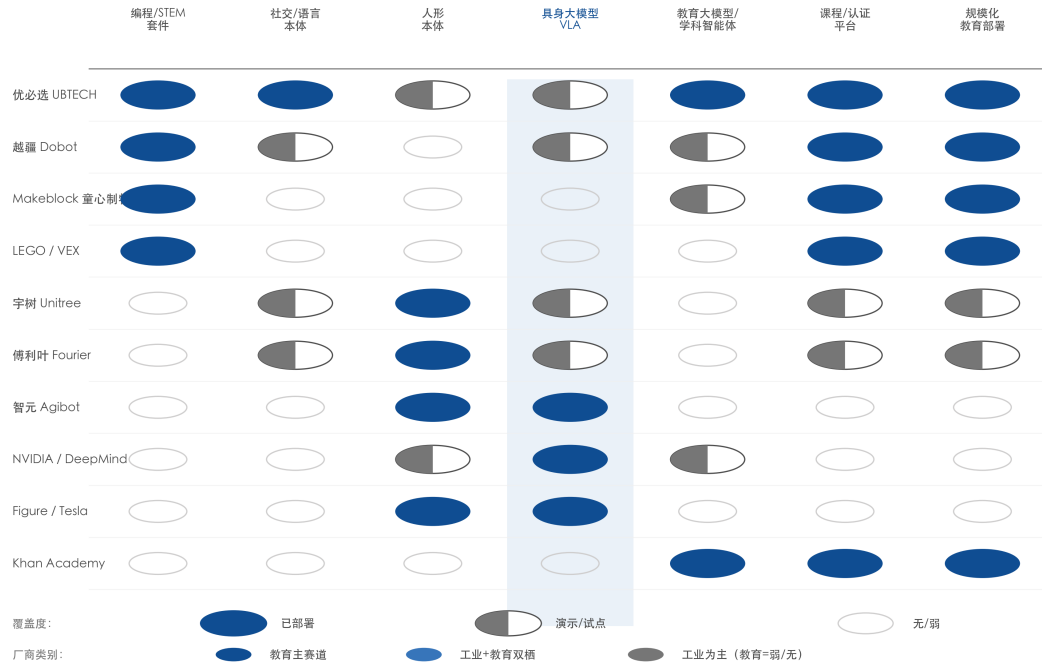 编程/STEM
套件
社交/语言
本体
人形
本体
具身大模型
VLA
教育大模型/
学科智能体
课程/认证
平台
规模化
教育部署
优必选 UBTECH
越疆 Dobot
Makeblock 童心制
LEGO / VEX
宇树 Unitree
傅利叶 Fourier
智元 Agibot
NVIDIA / DeepMind
Figure / Tesla
Khan Academy
覆盖度: 已部署 演示/试点 无/弱
厂商类别: 教育主赛道 工业+教育双栖 工业为主（教育=弱/无）